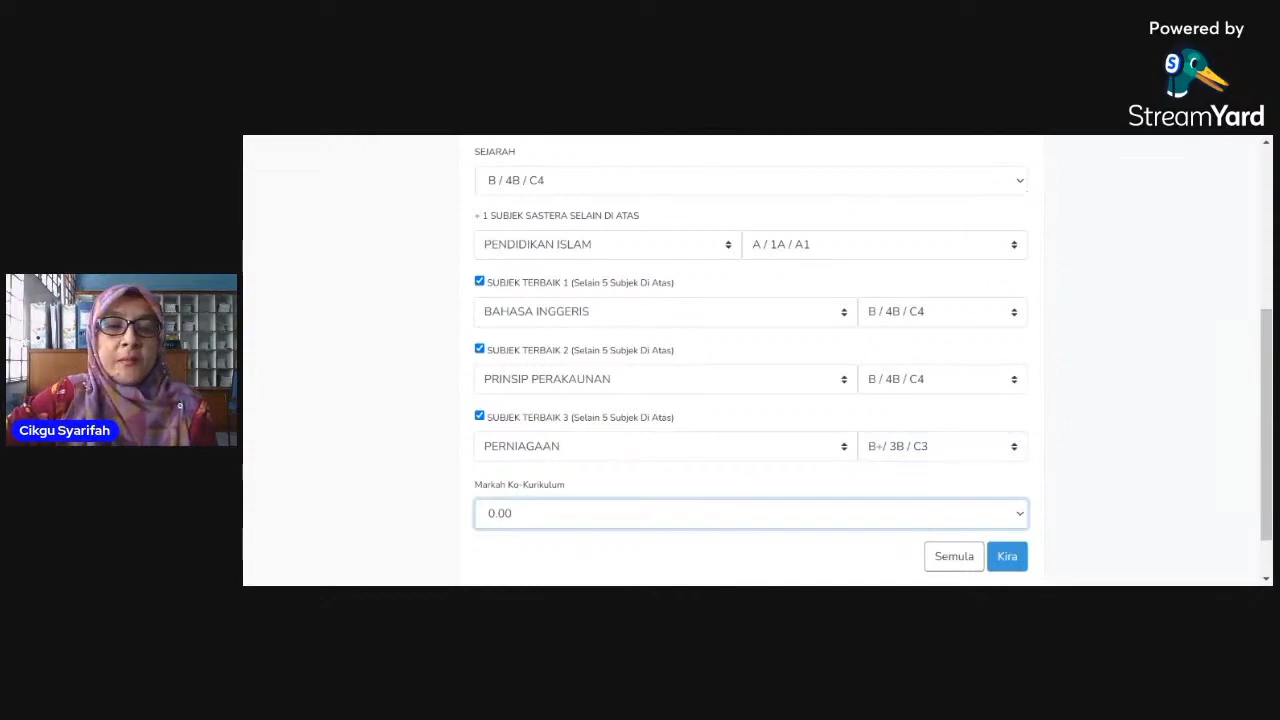 Powered by
StreamYard
SEJARAH
B / 4B / C4
+ 1 SUBJEK SASTERA SELAIN DI ATAS
PENDIDIKAN ISLAM A / 1A / A1
SUBJEK TERBAIK 1 (Selain 5 Subjek Di Atas)
BAHASA INGGERIS B / 4B / C4
SUBJEK TERBAIK 2 (Selain 5 Subjek Di Atas)
PRINSIP PERAKAUNAN B / 4B / C4
SUBJEK TERBAIK 3 (Selain 5 Subjek Di Atas)
PERNIAGAAN B+/ 3B / C3
Markah Ko-Kurikulum
0.00
Semula Kira
Cikgu Syarifah